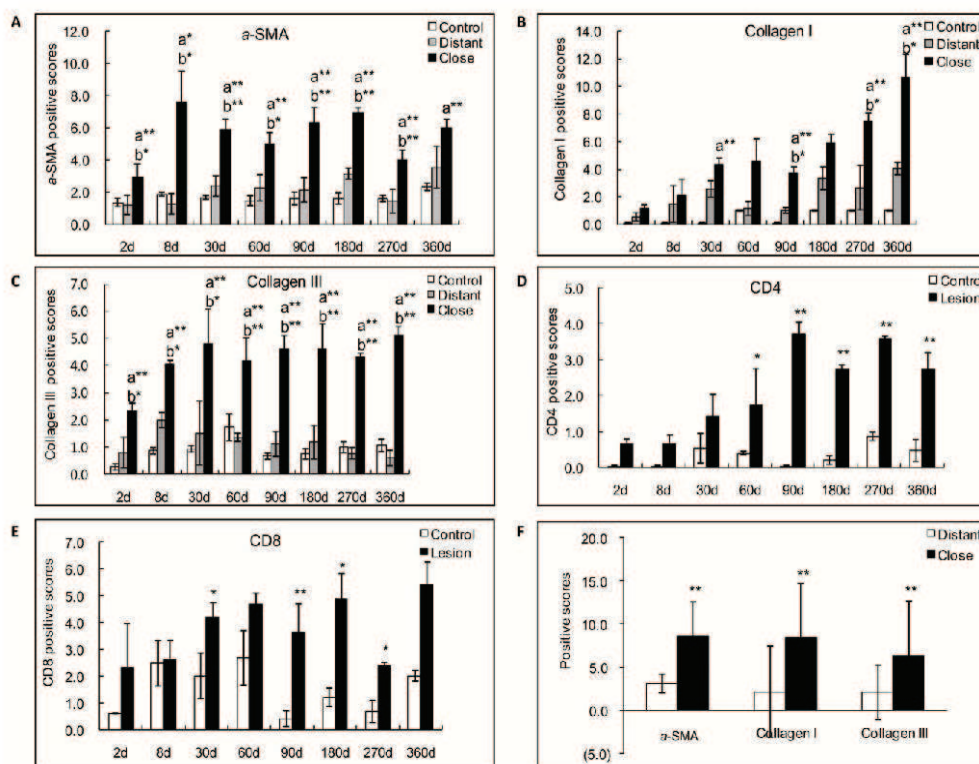 A
a-SMA
Control
Distant
Close
a-SMA positive scores
12.0
10.0
8.0
6.0
4.0
2.0
0.0
a**
b*
a*
b*
a**
b**
a**
b*
a**
b**
a**
b**
a**
b**
a**
2d 8d 30d 60d 90d 180d 270d 360d
B
Collagen I
Control
Distant
Close
Collagen I positive scores
14.0
12.0
10.0
8.0
6.0
4.0
2.0
0.0
a**
a**
b*
a**
b*
a**
b*
2d 8d 30d 60d 90d 180d 270d 360d
C
Collagen III
Control
Distant
Close
Collagen III positive scores
7.0
6.0
5.0
4.0
3.0
2.0
1.0
0.0
a**
b*
a**
b*
a**
b*
a**
b**
a**
b**
a**
b**
a**
b**
a**
b**
2d 8d 30d 60d 90d 180d 270d 360d
D
CD4
Control
Lesion
CD4 positive scores
5.0
4.0
3.0
2.0
1.0
0.0
* ** ** ** **
2d 8d 30d 60d 90d 180d 270d 360d
E
CD8
Control
Lesion
CD8 positive scores
7.0
6.0
5.0
4.0
3.0
2.0
1.0
0.0
* ** * *
2d 8d 30d 60d 90d 180d 270d 360d
F
Distant
Close
Positive scores
20.0
15.0
10.0
5.0
0.0
(5.0)
** ** **
a-SMA Collagen I Collagen III